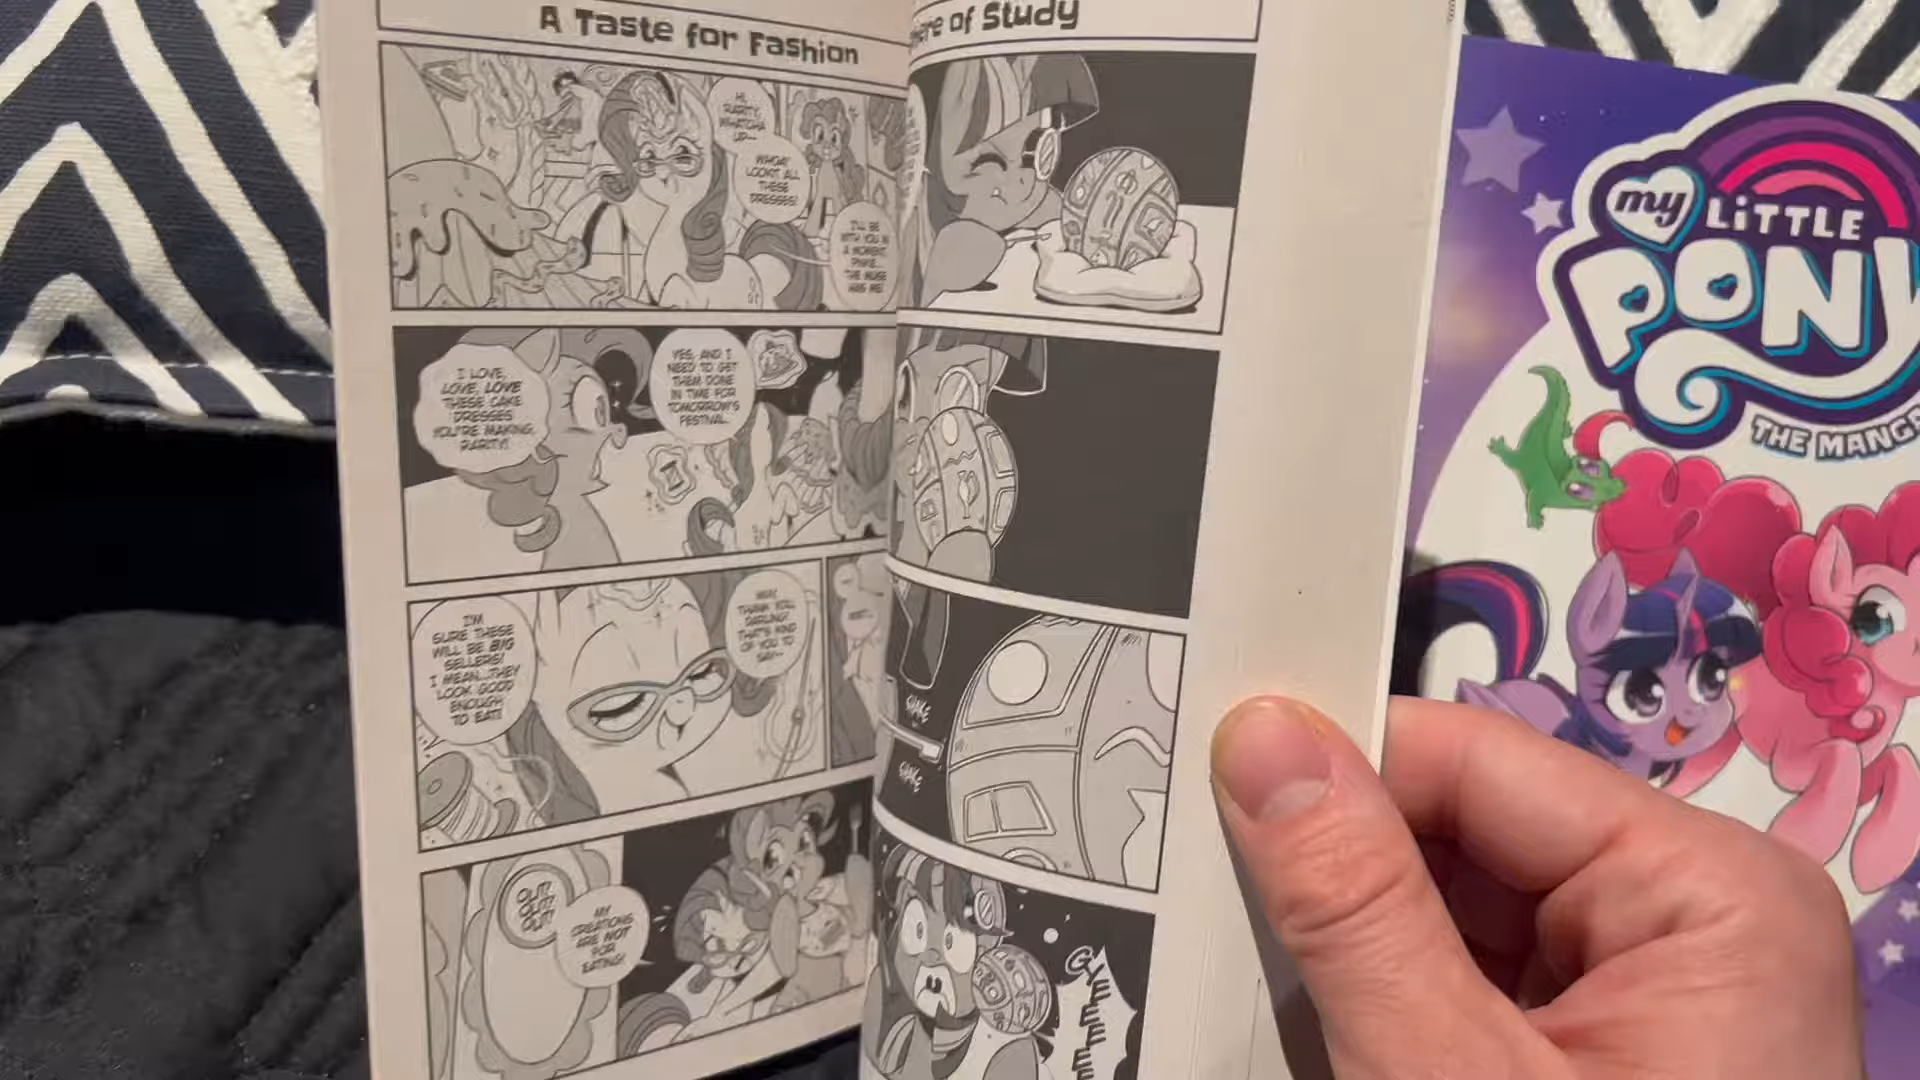 A Taste for Fashion
HI,
RARITY,
WHATCHA
UP--
WHOA!
LOOKIT ALL
THESE
DRESSES!
I'LL BE
WITH YOU IN
A MOMENT,
PINKIE...
THE MUSE
HAS ME!
I LOVE,
LOVE, LOVE
THESE CAKE
DRESSES
YOU'RE MAKING,
RARITY!
YES, AND I
NEED TO GET
THEM DONE
IN TIME FOR
TOMORROW'S
FESTIVAL.
I'M
SURE THESE
WILL BE BIG
SELLERS!
I MEAN...THEY
LOOK GOOD
ENOUGH
TO EAT!
WHY,
THANK YOU,
DARLING!
THAT'S KIND
OF YOU TO
SAY--
OUT!
OUT!
OUT!
MY
CREATIONS
ARE NOT
FOR
EATING!
here of Study
SHAKE
SHAKE
GYEEEEE
my
LITTLE
PONY
THE MANGA